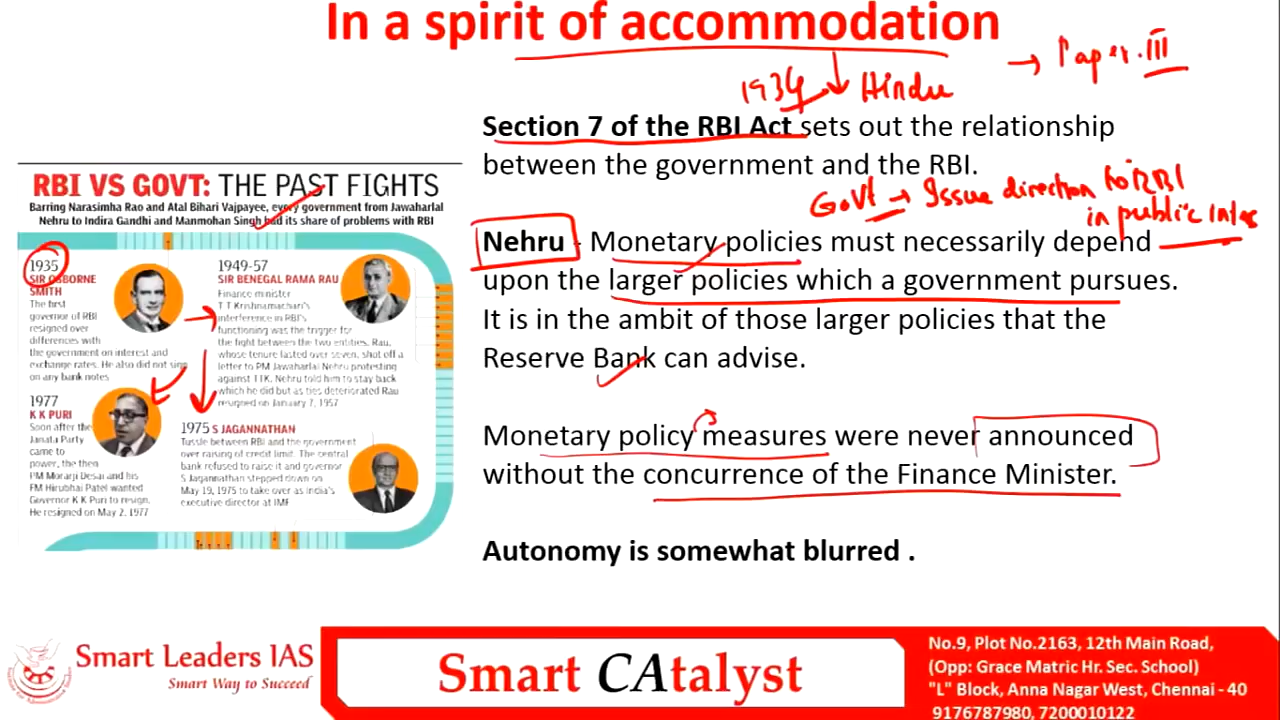 In a spirit of accommodation
→ Paper III
1934 Hindu
Section 7 of the RBI Act sets out the relationship
between the government and the RBI.
Govt → Issue direction to RBI
in public
RBI VS GOVT: THE PAST FIGHTS
Barring Narasimha Rao and Atal Bihari Vajpayee, every government from Jawaharlal
Nehru to Indira Gandhi and Manmohan Singh had its share of problems with RBI
1935
SIR OSBORNE
SMITH
The first
governor of RBI
resigned over
differences with
the government on interest and
exchange rates. He also did not sign
on any bank notes
1949-57
SIR BENEGAL RAMA RAU
Finance minister
T T Krishnamachari's
interference in RBI's
functioning was the trigger for
the fight between the two entities. Rau,
whose tenure lasted over seven, shot off a
letter to PM Jawaharlal Nehru protesting
against TTK. Nehru told him to stay back
which he did but as ties deteriorated Rau
resigned on January 7, 1957
1977
K K PURI
Soon after the
Janata Party
came to
power, the then
PM Morarji Desai and his
FM Hirubhai Patel wanted
Governor K K Puri to resign.
He resigned on May 2, 1977
1975 S JAGANNATHAN
Tussle between RBI and the government
over raising of credit limit. The central
bank refused to raise it and governor
S Jagannathan stepped down on
May 19, 1975 to take over as India's
executive director at IMF
Nehru - Monetary policies must necessarily depend
upon the larger policies which a government pursues.
It is in the ambit of those larger policies that the
Reserve Bank can advise.
Monetary policy measures were never announced
without the concurrence of the Finance Minister.
Autonomy is somewhat blurred .
Smart Leaders IAS
Smart Way to Succeed
Smart CAtalyst
No.9, Plot No.2163, 12th Main Road,
(Opp: Grace Matric Hr. Sec. School)
"L" Block, Anna Nagar West, Chennai - 40
9176787980, 7200010122